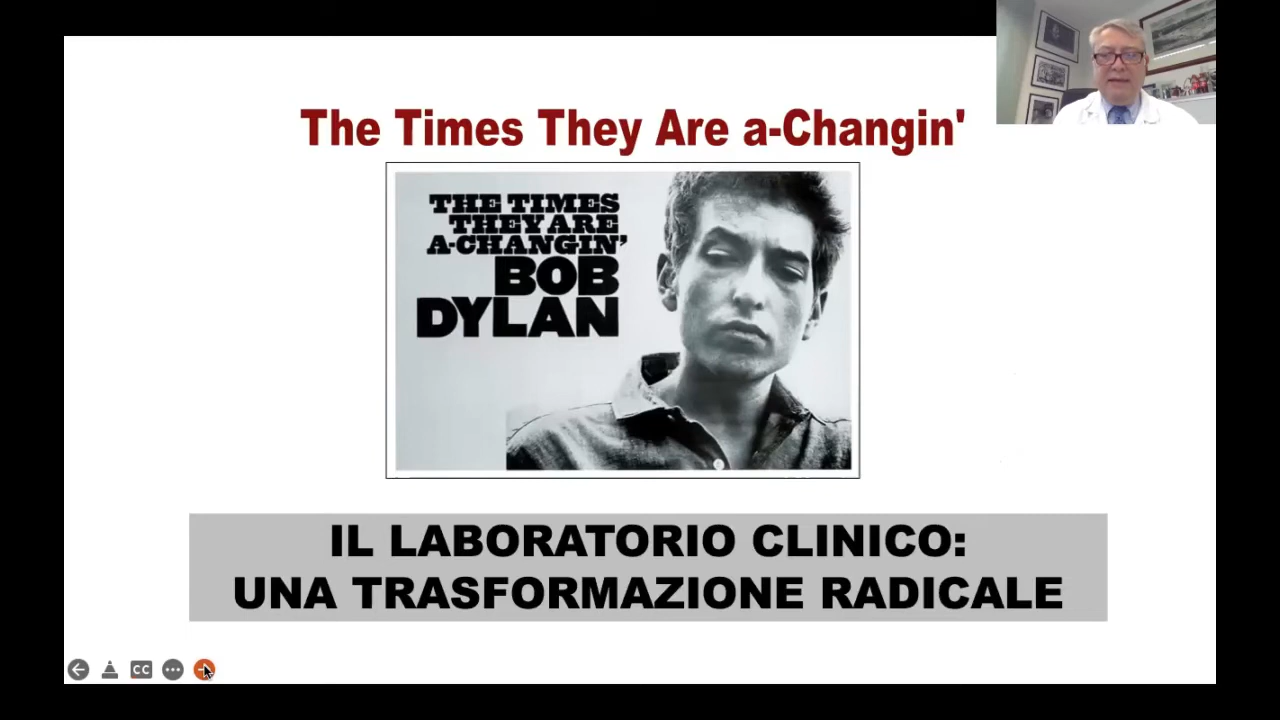 The Times They Are a-Changin'
THE TIMES
THEY ARE
A-CHANGIN'
BOB
DYLAN
IL LABORATORIO CLINICO:
UNA TRASFORMAZIONE RADICALE
CC